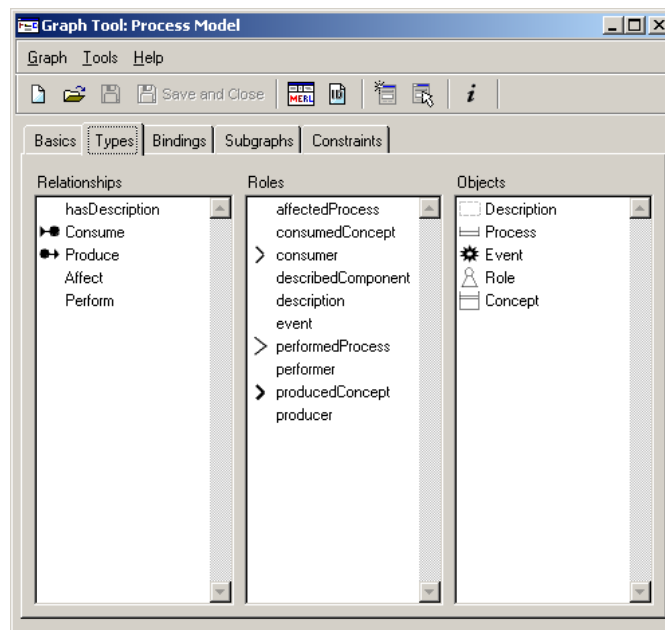 Graph Tool: Process Model
Graph Tools Help
Save and Close MERL ID i
Basics Types Bindings Subgraphs Constraints
Relationships
hasDescription
Consume
Produce
Affect
Perform
Roles
affectedProcess
consumedConcept
consumer
describedComponent
description
event
performedProcess
performer
producedConcept
producer
Objects
Description
Process
Event
Role
Concept